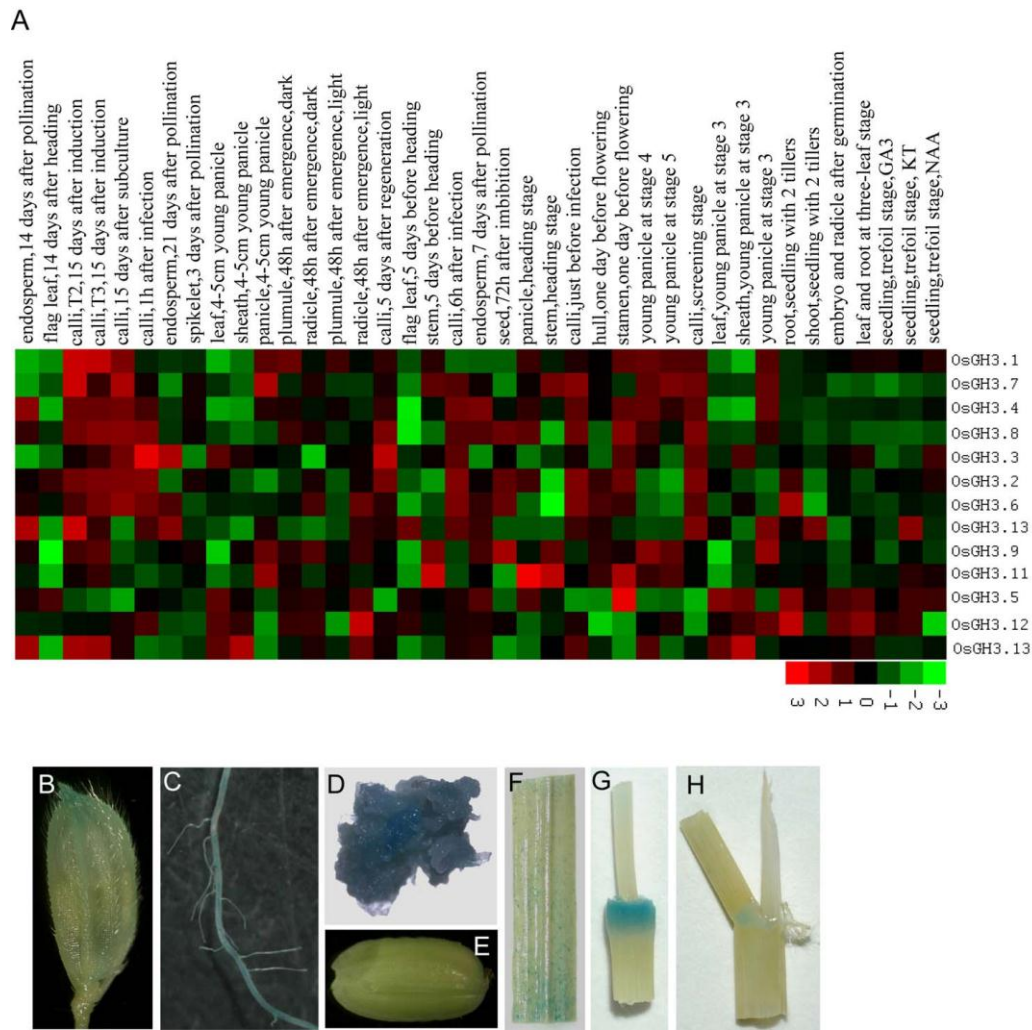 A
endosperm,14 days after pollination
flag leaf,14 days after heading
calli,T2,15 days after induction
calli,T3,15 days after induction
calli,15 days after subculture
calli,1h after infection
endosperm,21 days after pollination
spikelet,3 days after pollination
leaf,4-5cm young panicle
sheath,4-5cm young panicle
panicle,4-5cm young panicle
plumule,48h after emergence,dark
radicle,48h after emergence,dark
plumule,48h after emergence,light
radicle,48h after emergence,light
calli,5 days after regeneration
flag leaf,5 days before heading
stem,5 days before heading
calli,6h after infection
endosperm,7 days after pollination
seed,72h after imbibition
panicle,heading stage
stem,heading stage
calli,just before infection
hull,one day before flowering
stamen,one day before flowering
young panicle at stage 4
young panicle at stage 5
calli,screening stage
leaf,young panicle at stage 3
sheath,young panicle at stage 3
young panicle at stage 3
root,seedling with 2 tillers
shoot,seedling with 2 tillers
embryo and radicle after germination
leaf and root at three-leaf stage
seedling,trefoil stage,GA3
seedling,trefoil stage, KT
seedling,trefoil stage,NAA
OsGH3.1
OsGH3.7
OsGH3.4
OsGH3.8
OsGH3.3
OsGH3.2
OsGH3.6
OsGH3.13
OsGH3.9
OsGH3.11
OsGH3.5
OsGH3.12
OsGH3.13
3 2 1 0 -1 -2 -3
B
C
D
E
F
G
H